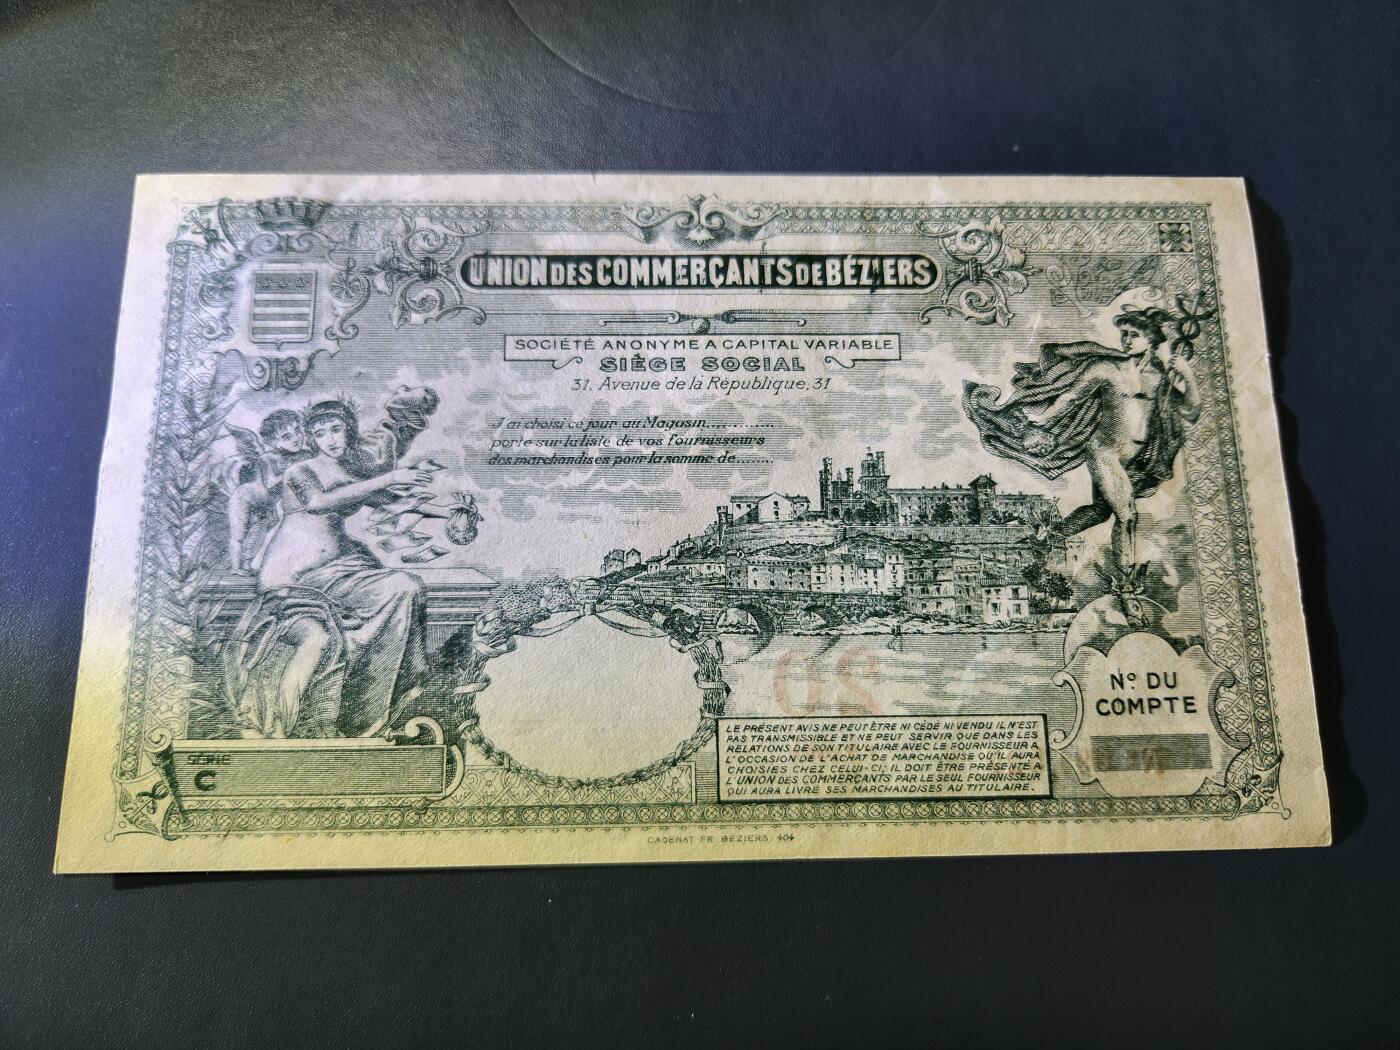 UNION DES COMMERÇANTS DE BÉZIERS
SOCIÉTÉ ANONYME A CAPITAL VARIABLE
SIÈGE SOCIAL
31, Avenue de la République, 31
J'ai choisi ce jour au Magasin.............
porté sur la liste de vos fournisseurs
des marchandises pour la somme de.......
LE PRÉSENT AVIS NE PEUT ÊTRE NI CÉDÉ NI VENDU IL N'EST
PAS TRANSMISSIBLE ET NE PEUT SERVIR QUE DANS LES
RELATIONS DE SON TITULAIRE AVEC LE FOURNISSEUR A
L'OCCASION DE L'ACHAT DE MARCHANDISE QU'IL AURA
CHOISIES CHEZ CELUI-CI; IL DOIT ÊTRE PRÉSENTÉ A
L'UNION DES COMMERÇANTS PAR LE SEUL FOURNISSEUR
QUI AURA LIVRÉ SES MARCHANDISES AU TITULAIRE.
No DU
COMPTE
SÉRIE
C
CADENAT FR. BÉZIERS, 404